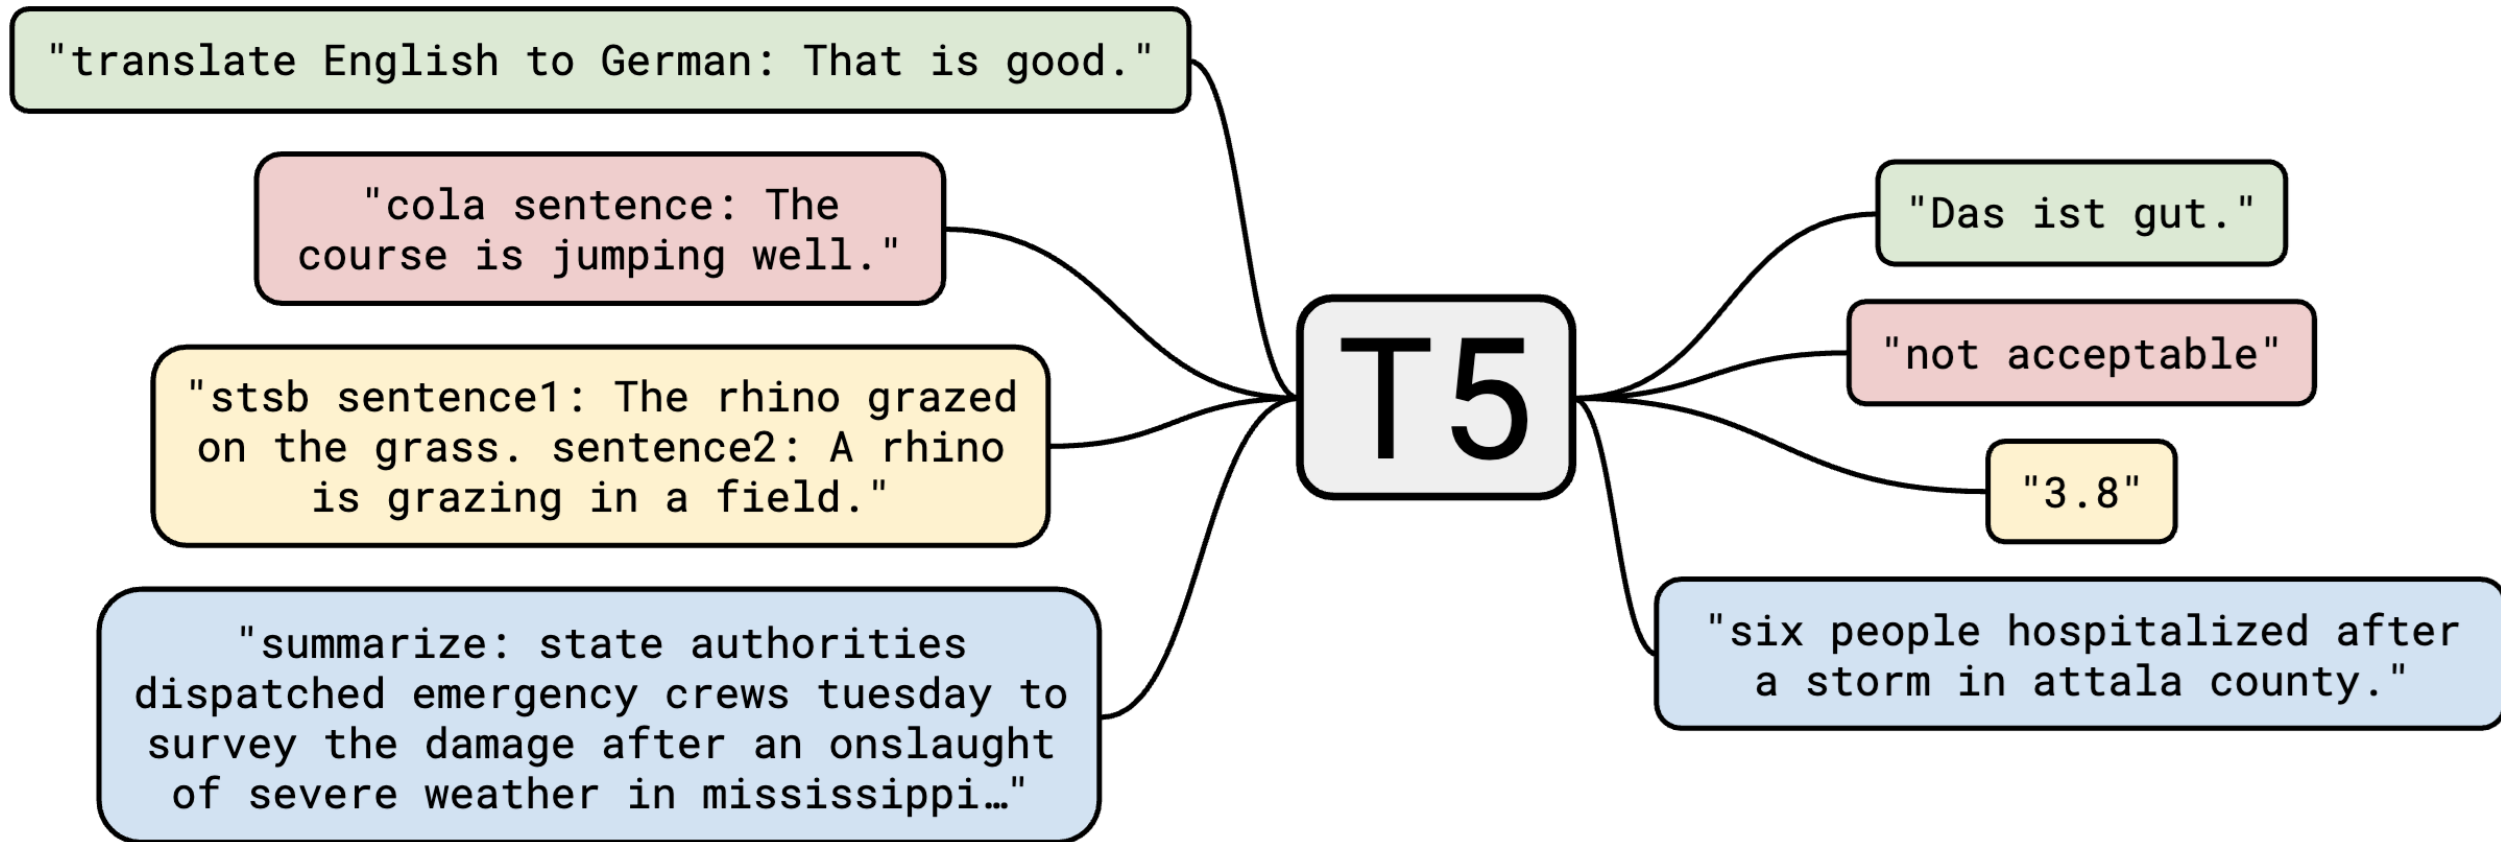 "translate English to German: That is good."
"cola sentence: The
course is jumping well."
"stsb sentence1: The rhino grazed
on the grass. sentence2: A rhino
is grazing in a field."
"summarize: state authorities
dispatched emergency crews tuesday to
survey the damage after an onslaught
of severe weather in mississippi…"
T5
"Das ist gut."
"not acceptable"
"3.8"
"six people hospitalized after
a storm in attala county."